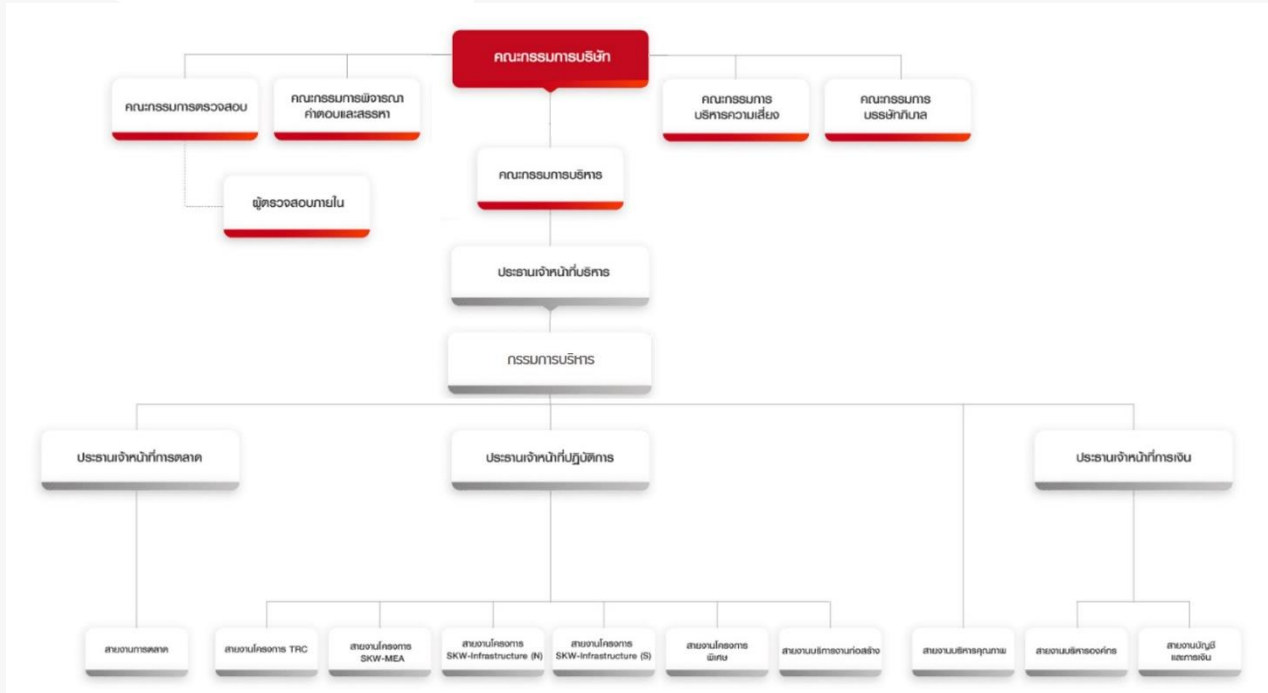 คณะกรรมการบริษัท
คณะกรรมการตรวจสอบ
คณะกรรมการพิจารณา
ค่าตอบและสรรหา
คณะกรรมการ
บริหารความเสี่ยง
คณะกรรมการ
บรรษัทภิบาล
คณะกรรมการบริหาร
ผู้ตรวจสอบภายใน
ประธานเจ้าหน้าที่บริหาร
กรรมการบริหาร
ประธานเจ้าหน้าที่การตลาด
ประธานเจ้าหน้าที่ปฏิบัติการ
ประธานเจ้าหน้าที่การเงิน
สายงานการตลาด
สายงานโครงการ TRC
สายงานโครงการ
SKW-MEA
สายงานโครงการ
SKW-Infrastructure (N)
สายงานโครงการ
SKW-Infrastructure (S)
สายงานโครงการ
พิเศษ
สายงานบริการงานก่อสร้าง
สายงานบริหารคุณภาพ
สายงานบริหารองค์กร
สายงานบัญชี
และการเงิน